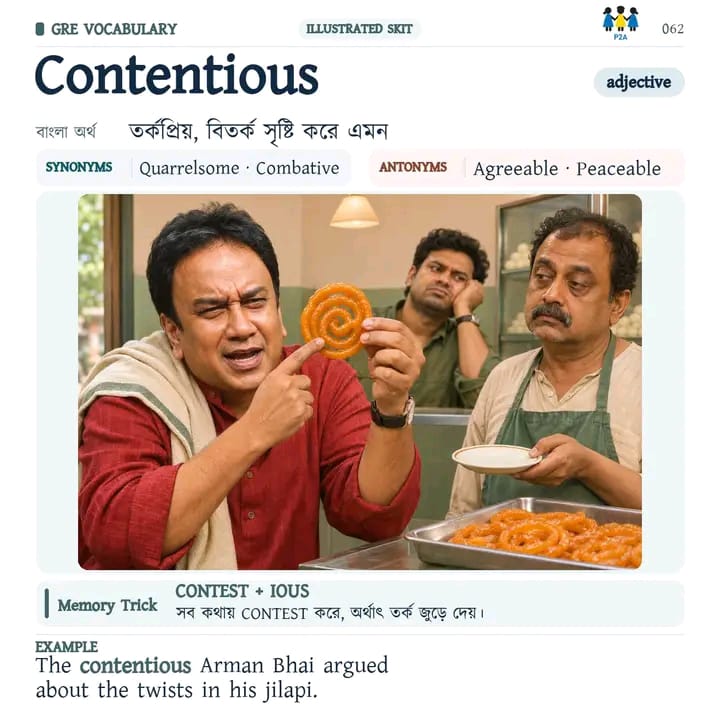 GRE VOCABULARY
ILLUSTRATED SKIT
P2A
062
Contentious
adjective
বাংলা অর্থ তর্কপ্রিয়, বিতর্ক সৃষ্টি করে এমন
SYNONYMS Quarrelsome · Combative ANTONYMS Agreeable · Peaceable
Memory Trick
CONTEST + IOUS
সব কথায় CONTEST করে, অর্থাৎ তর্ক জুড়ে দেয়।
EXAMPLE
The contentious Arman Bhai argued
about the twists in his jilapi.